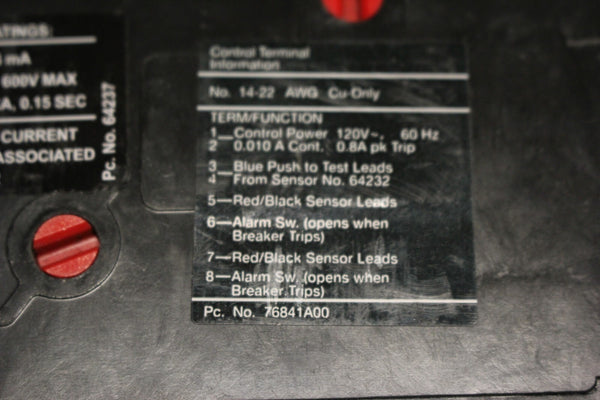 mA
600V MAX
A, 0.15 SEC
CURRENT
ASSOCIATED
Pc. No. 64237
Control Terminal
Information
No. 14-22 AWG Cu-Only
TERM/FUNCTION
1—Control Power 120V~, 60 Hz
2 0.010 A Cont. 0.8A pk Trip
3—Blue Push to Test Leads
4—From Sensor No. 64232
5—Red/Black Sensor Leads
6—Alarm Sw. (opens when
Breaker Trips)
7—Red/Black Sensor Leads
8—Alarm Sw. (opens when
Breaker Trips)
Pc. No. 76841A00